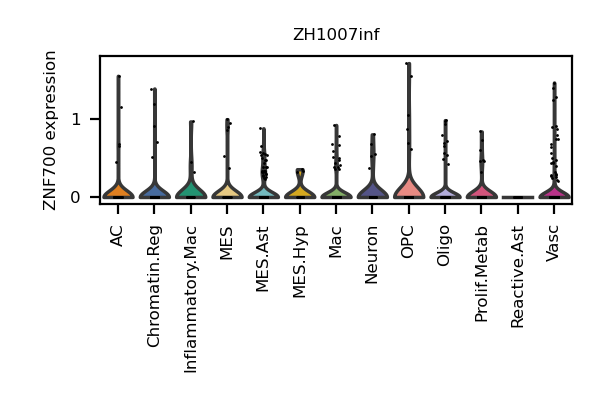 ZH1007inf
ZNF700 expression
1
0
AC
Chromatin.Reg
Inflammatory.Mac
MES
MES.Ast
MES.Hyp
Mac
Neuron
OPC
Oligo
Prolif.Metab
Reactive.Ast
Vasc